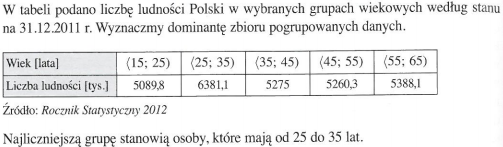 W tabeli podano liczbę ludności Polski w wybranych grupach wiekowych według stanu
na 31.12.2011 r. Wyznaczmy dominantę zbioru pogrupowanych danych.
Wiek [lata] ⟨15; 25) ⟨25; 35) ⟨35; 45) ⟨45; 55) ⟨55; 65)
Liczba ludności [tys.] 5089,8 6381,1 5275 5260,3 5388,1
Źródło: Rocznik Statystyczny 2012
Najliczniejszą grupę stanowią osoby, które mają od 25 do 35 lat.